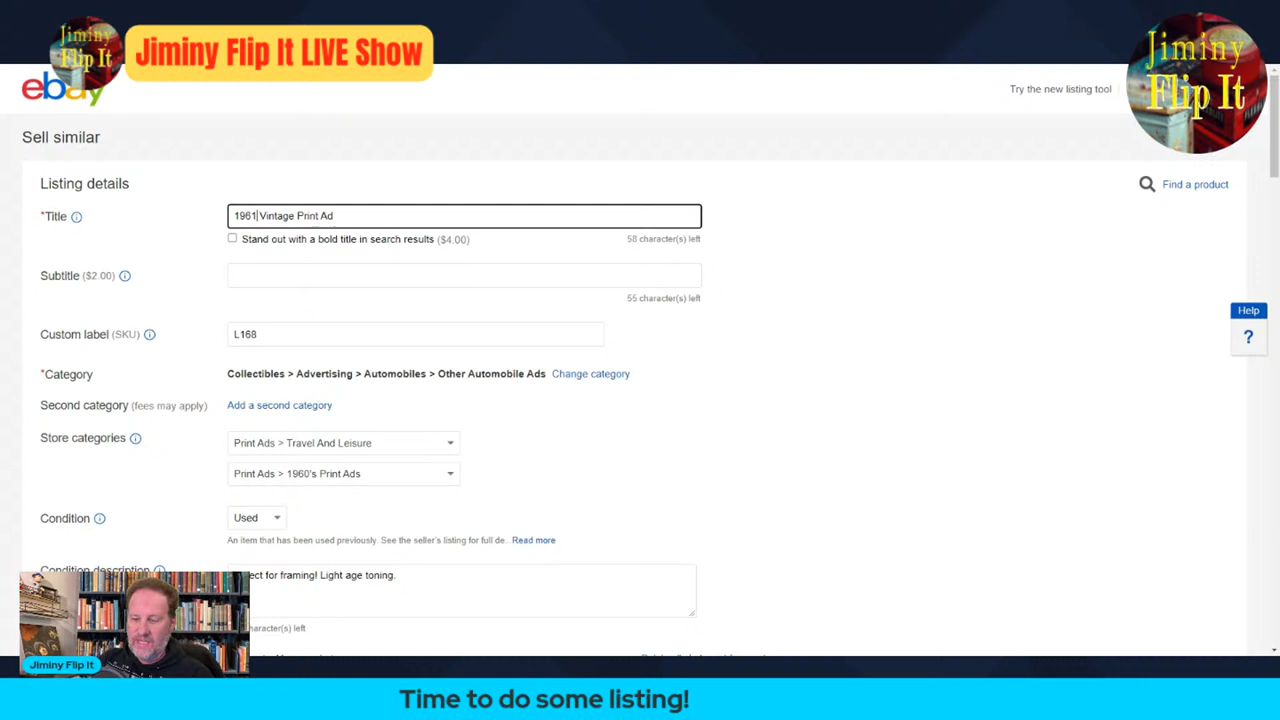 Jiminy
Flip It
Jiminy Flip It LIVE Show
Jiminy
Flip It
ebay
Try the new listing tool
Sell similar
Listing details
Find a product
*Title
1961 Vintage Print Ad
Stand out with a bold title in search results ($4.00)
58 character(s) left
Subtitle ($2.00)
55 character(s) left
Custom label (SKU)
L168
*Category
Collectibles > Advertising > Automobiles > Other Automobile Ads Change category
Second category (fees may apply)
Add a second category
Store categories
Print Ads > Travel And Leisure
Print Ads > 1960's Print Ads
Condition
Used
An item that has been used previously. See the seller's listing for full de... Read more
Condition description
for framing! Light age toning.
left
Help
?
Jiminy Flip It
Time to do some listing!